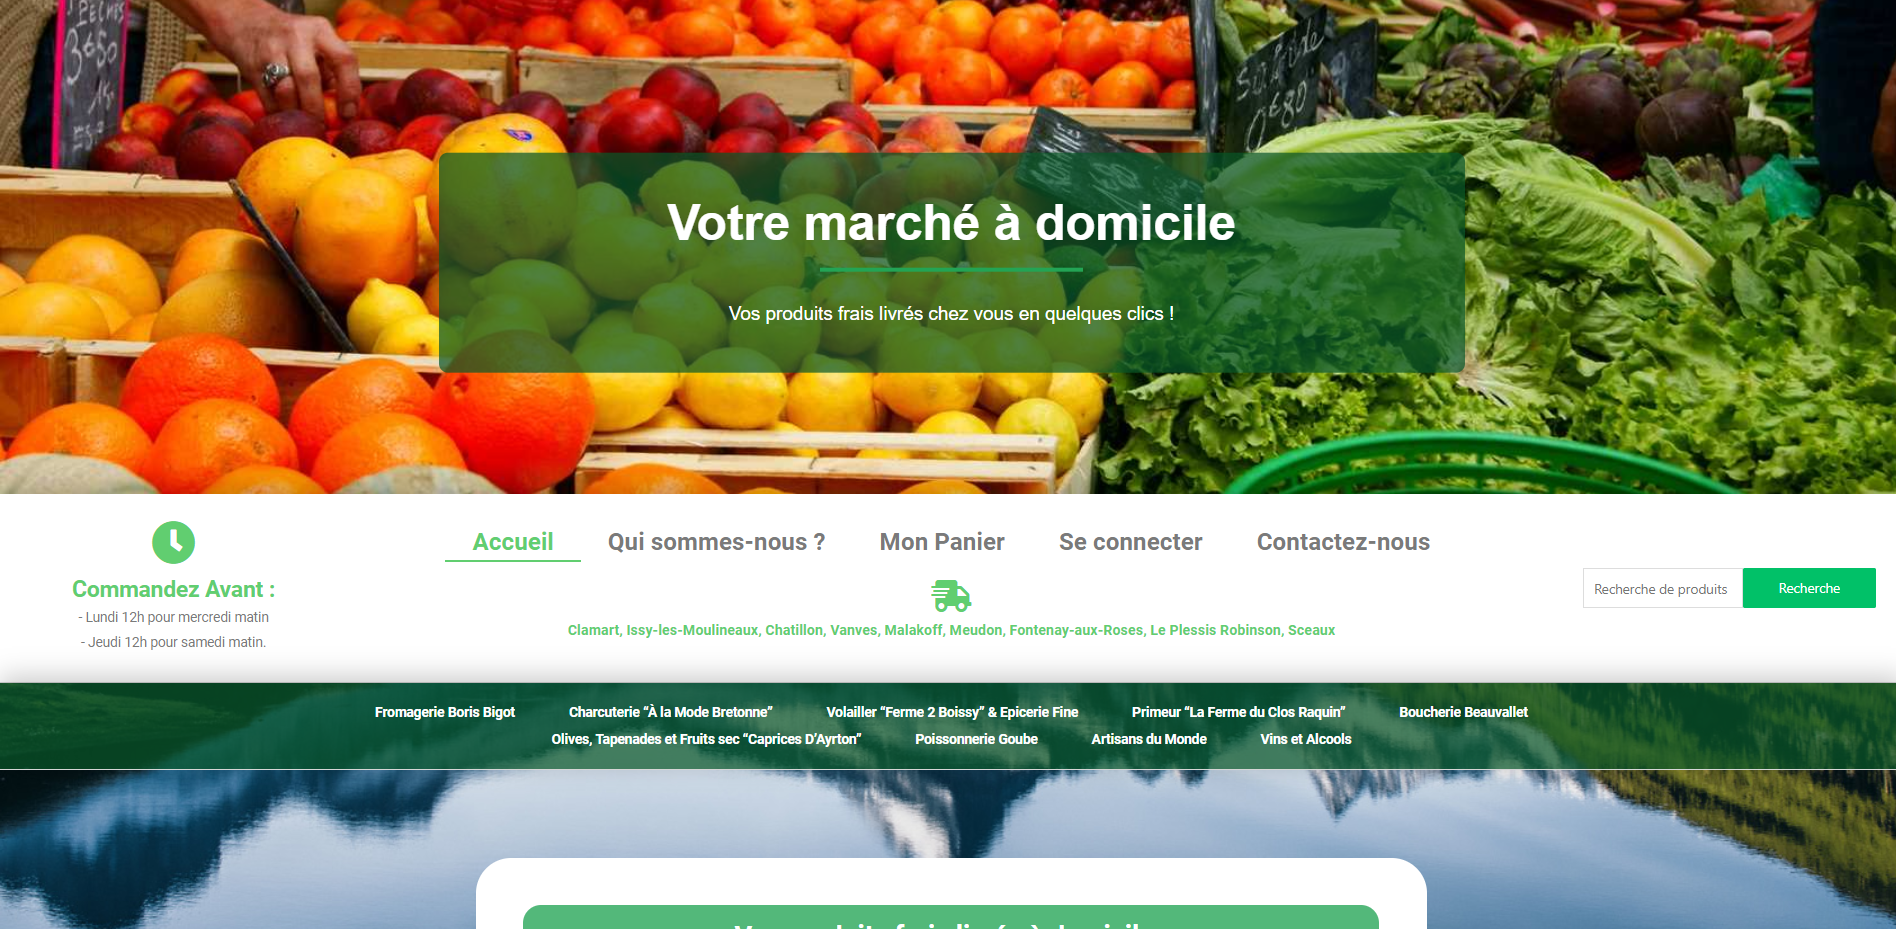 Pêches
3€50
Votre marché à domicile
Vos produits frais livrés chez vous en quelques clics !
Accueil
Qui sommes-nous ?
Mon Panier
Se connecter
Contactez-nous
Commandez Avant :
- Lundi 12h pour mercredi matin
- Jeudi 12h pour samedi matin.
Clamart, Issy-les-Moulineaux, Chatillon, Vanves, Malakoff, Meudon, Fontenay-aux-Roses, Le Plessis Robinson, Sceaux
Recherche de produits
Recherche
Fromagerie Boris Bigot
Charcuterie “À la Mode Bretonne”
Volailler “Ferme 2 Boissy” & Epicerie Fine
Primeur “La Ferme du Clos Raquin”
Boucherie Beauvallet
Olives, Tapenades et Fruits sec “Caprices D’Ayrton”
Poissonnerie Goube
Artisans du Monde
Vins et Alcools